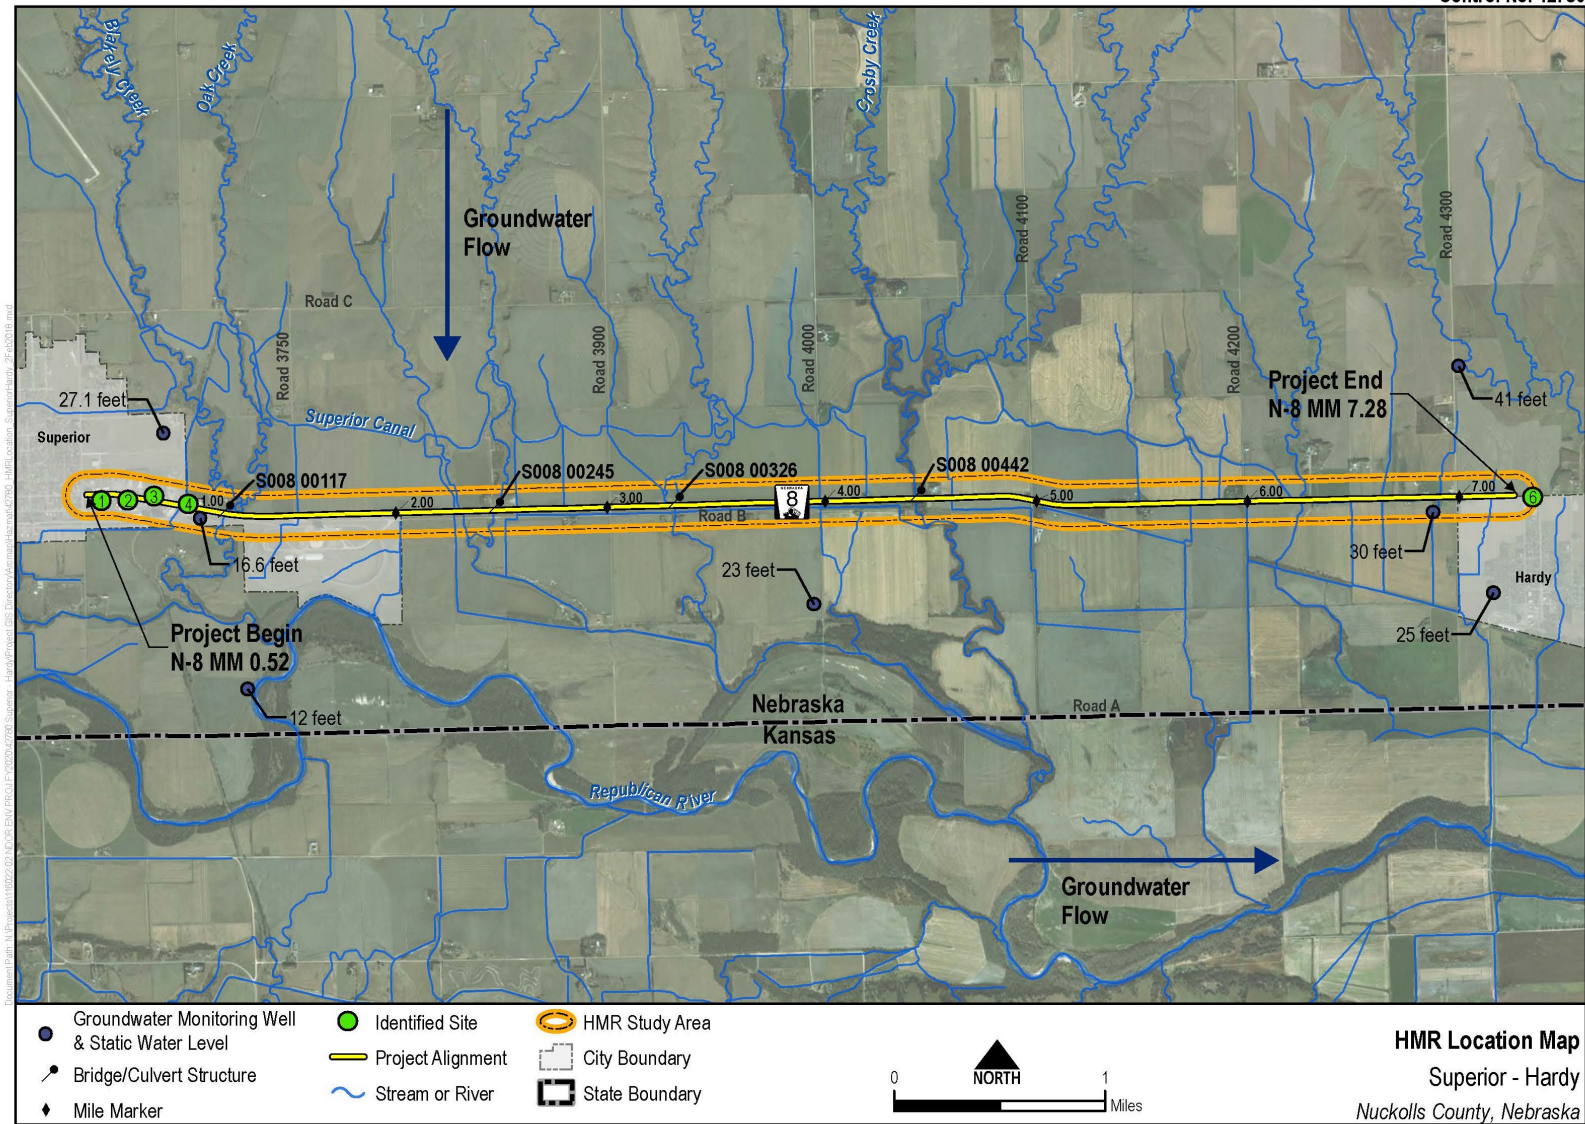 Blakely Creek
Oak Creek
Crosby Creek
Groundwater
Flow
Road 4100
Road 4300
Road C
Road 3750
Road 3900
Road 4000
Road 4200
27.1 feet
Superior
Superior Canal
Project End
N-8 MM 7.28
41 feet
S008 00117
S008 00245
S008 00326
S008 00442
1
2
3
4
1.00
2.00
3.00
NEBRASKA
8
4.00
5.00
6.00
7.00
6
Road B
16.6 feet
23 feet
30 feet
Hardy
25 feet
Project Begin
N-8 MM 0.52
12 feet
Nebraska
Kansas
Road A
Republican River
Groundwater
Flow
Groundwater Monitoring Well
& Static Water Level
Bridge/Culvert Structure
Mile Marker
Identified Site
Project Alignment
Stream or River
HMR Study Area
City Boundary
State Boundary
0
NORTH
1
Miles
HMR Location Map
Superior - Hardy
Nuckolls County, Nebraska